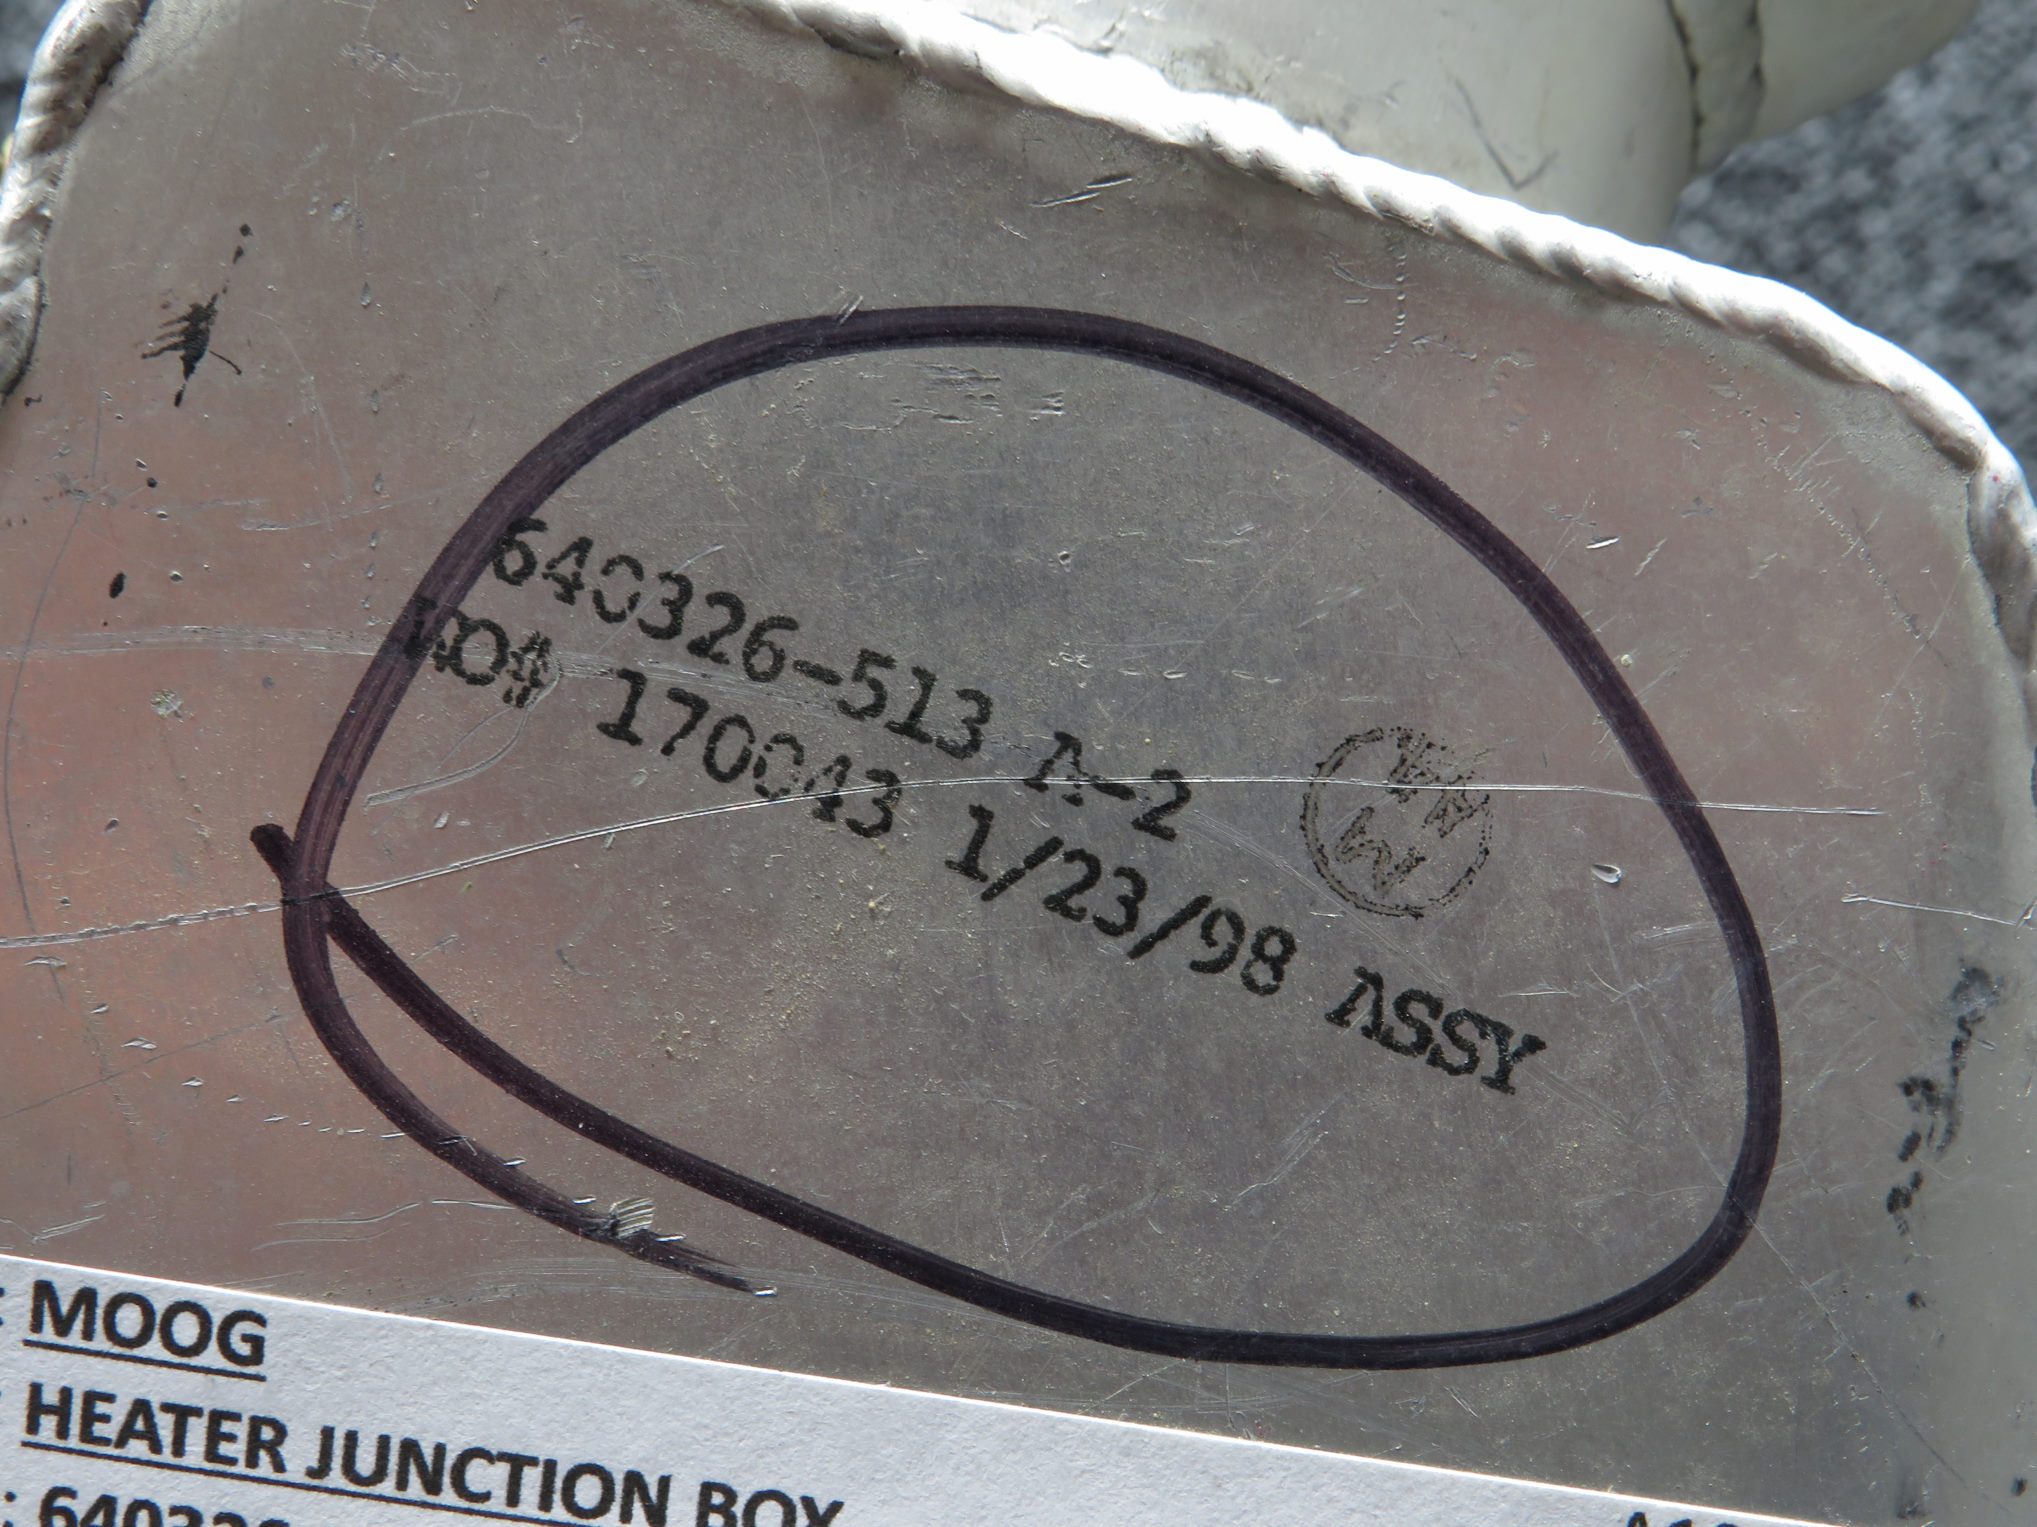 640326-513 A-2
WO# 170043 1/23/98 ASSY
: MOOG
: HEATER JUNCTION BOX